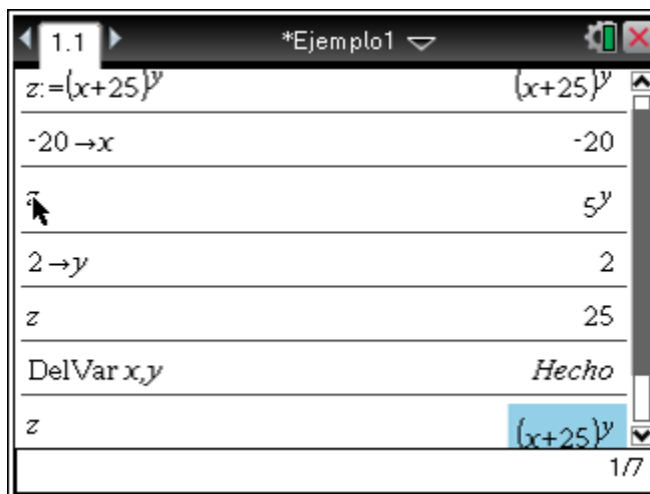 1.1 *Ejemplo1
z:=(x+25)^y (x+25)^y
-20→x -20
5^y
2→y 2
z 25
DelVar x,y Hecho
z (x+25)^y
1/7